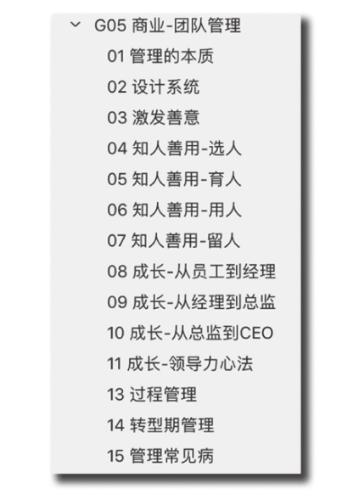 G05 商业-团队管理
01 管理的本质
02 设计系统
03 激发善意
04 知人善用-选人
05 知人善用-育人
06 知人善用-用人
07 知人善用-留人
08 成长-从员工到经理
09 成长-从经理到总监
10 成长-从总监到CEO
11 成长-领导力心法
13 过程管理
14 转型期管理
15 管理常见病